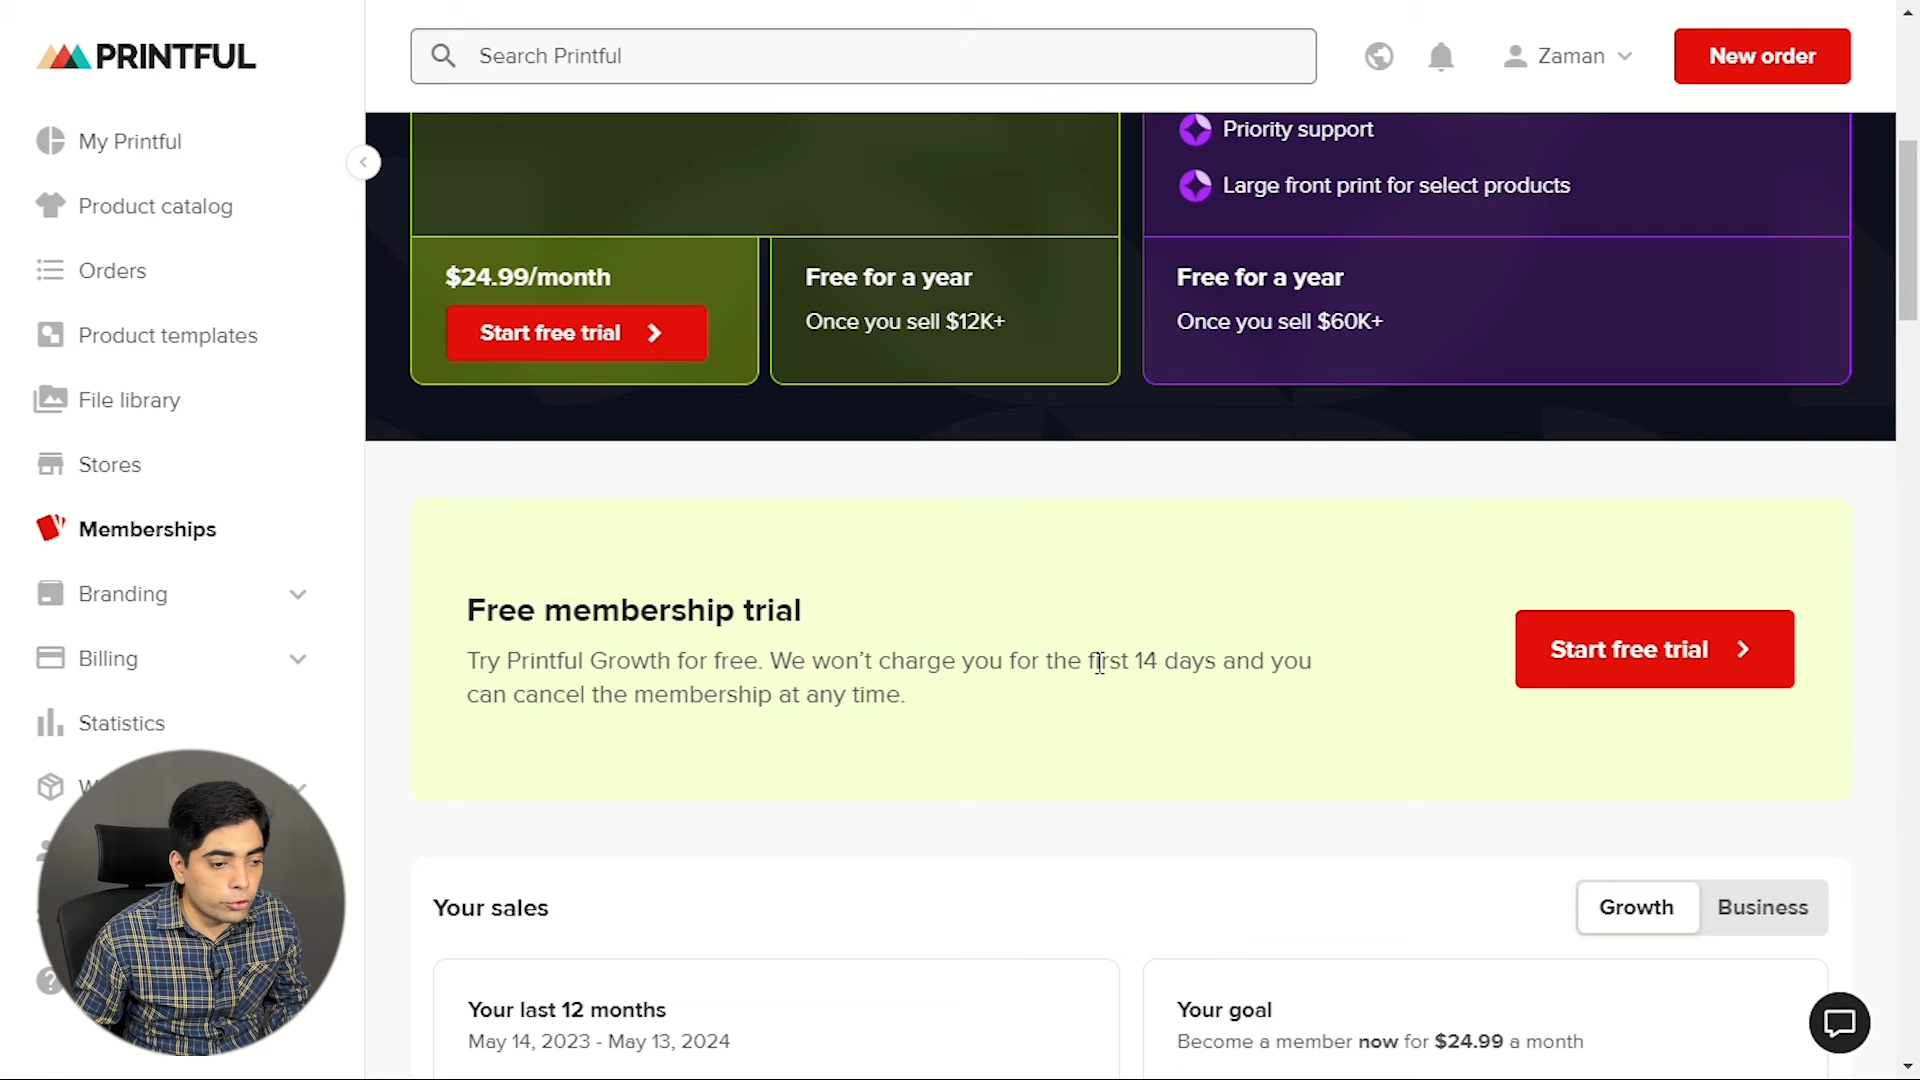 PRINTFUL
Search Printful
Zaman
New order
My Printful
Product catalog
Orders
Product templates
File library
Stores
Memberships
Branding
Billing
Statistics
W
Priority support
Large front print for select products
$24.99/month
Start free trial
Free for a year
Once you sell $12K+
Free for a year
Once you sell $60K+
Free membership trial
Try Printful Growth for free. We won't charge you for the first 14 days and you
can cancel the membership at any time.
Start free trial
Your sales
Growth
Business
Your last 12 months
May 14, 2023 - May 13, 2024
Your goal
Become a member now for $24.99 a month